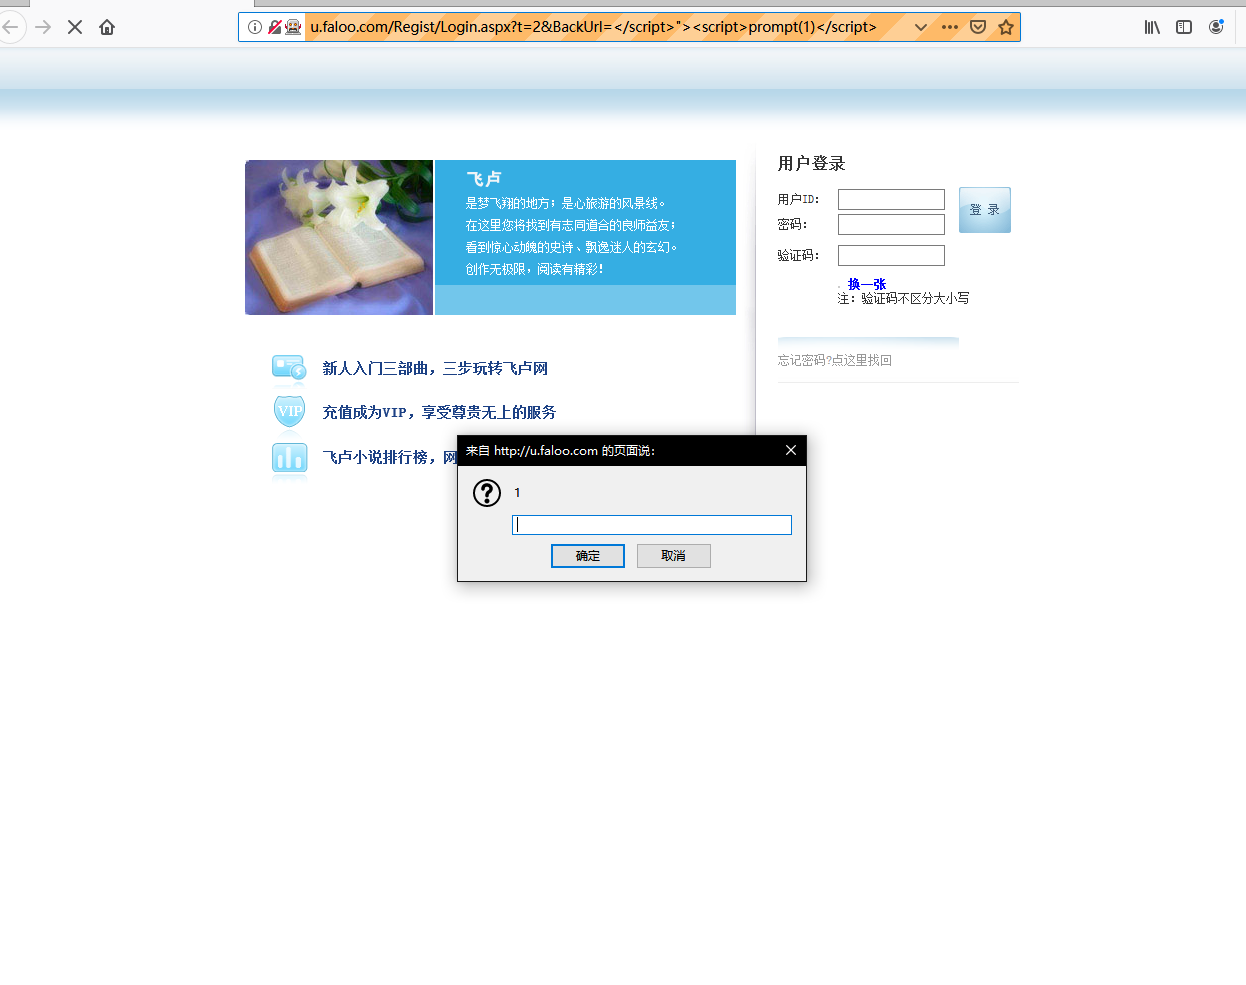 u.faloo.com/Regist/Login.aspx?t=2&BackUrl=</script>"><script>prompt(1)</script>
飞卢
是梦飞翔的地方；是心旅游的风景线。
在这里您将找到有志同道合的良师益友；
看到惊心动魄的史诗、飘逸迷人的玄幻。
创作无极限，阅读有精彩！
用户登录
用户ID：
密码：
登 录
验证码：
换一张
注：验证码不区分大小写
忘记密码?点这里找回
新人入门三部曲，三步玩转飞卢网
VIP
充值成为VIP，享受尊贵无上的服务
飞卢小说排行榜，网
来自 http://u.faloo.com 的页面说：
1
确定
取消